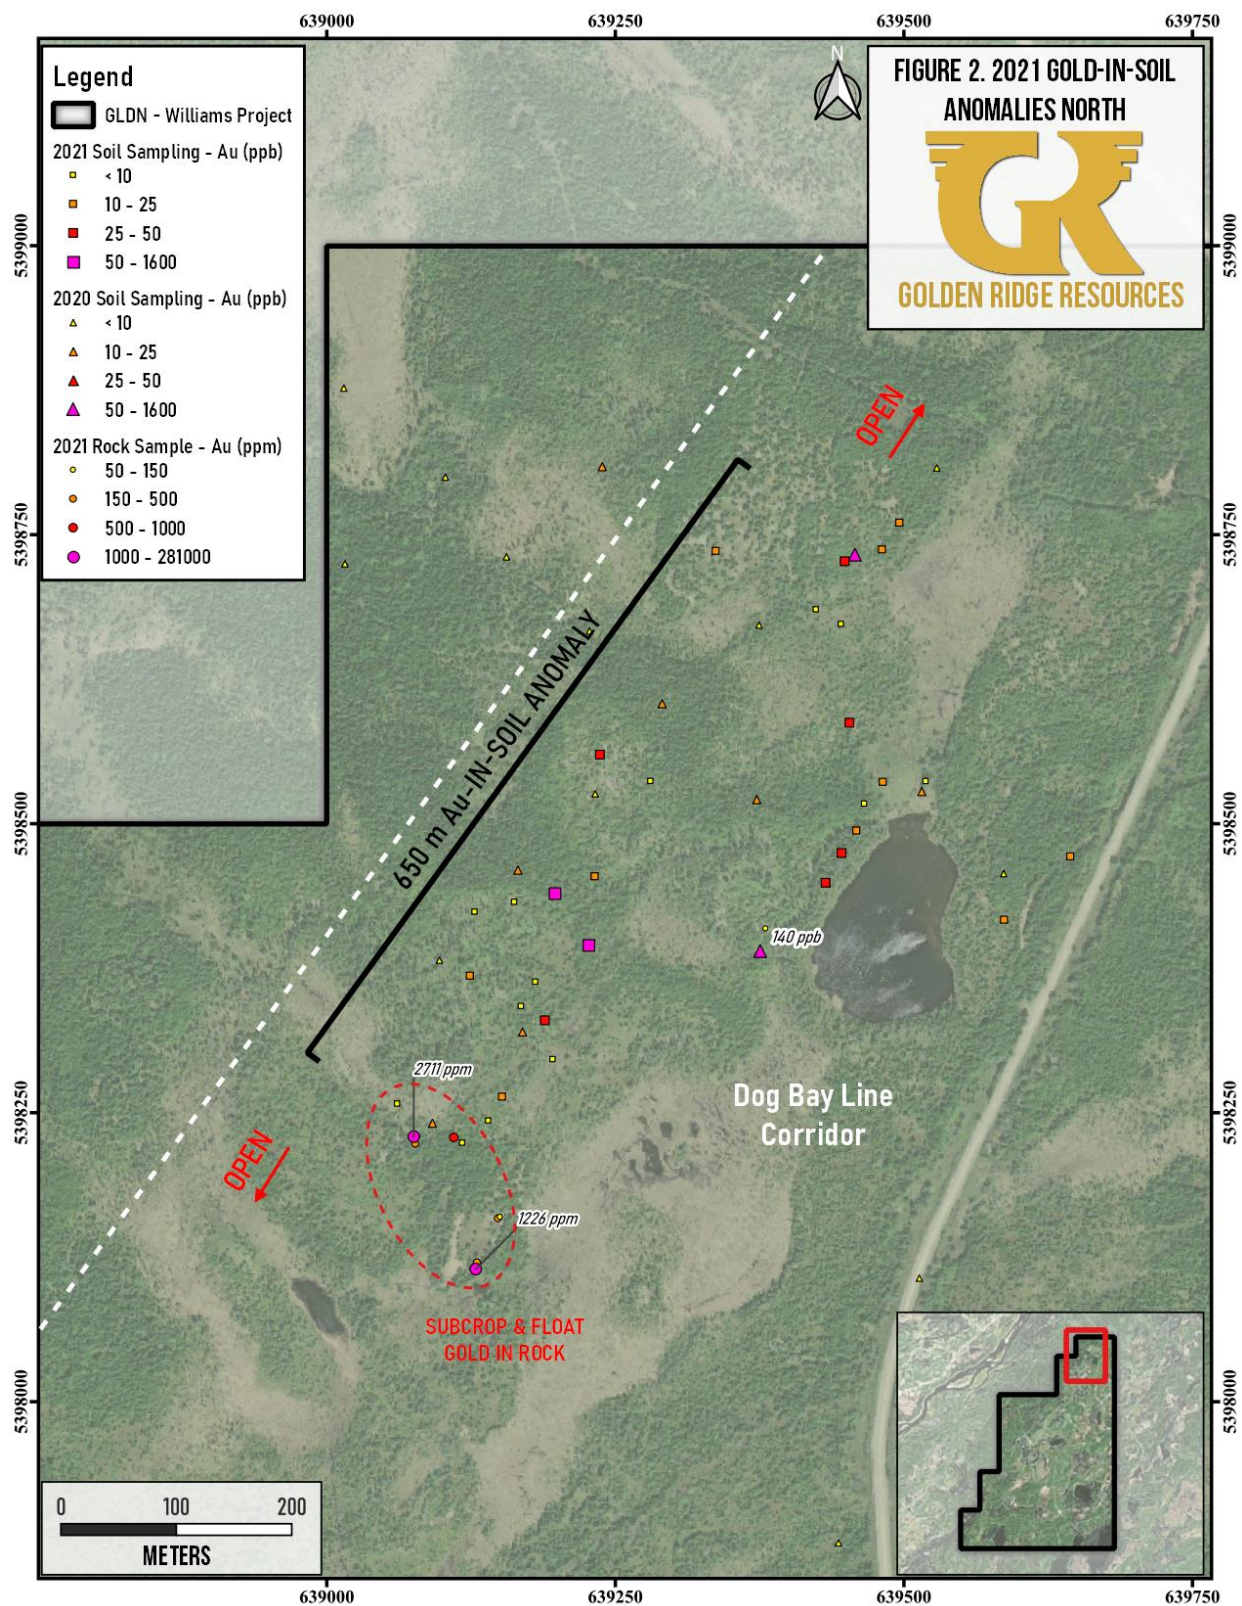 639000
639250
639500
639750
Legend
GLDN - Williams Project
2021 Soil Sampling - Au (ppb)
< 10
10 - 25
25 - 50
50 - 1600
2020 Soil Sampling - Au (ppb)
< 10
10 - 25
25 - 50
50 - 1600
2021 Rock Sample - Au (ppm)
50 - 150
150 - 500
500 - 1000
1000 - 281000
N
FIGURE 2. 2021 GOLD-IN-SOIL
ANOMALIES NORTH
GR
GOLDEN RIDGE RESOURCES
5399000
5399000
OPEN
5398750
5398750
650 m Au-IN-SOIL ANOMALY
5398500
5398500
140 ppb
2711 ppm
Dog Bay Line
Corridor
5398250
5398250
OPEN
1226 ppm
SUBCROP & FLOAT
GOLD IN ROCK
5398000
5398000
0 100 200
METERS
639000
639250
639500
639750